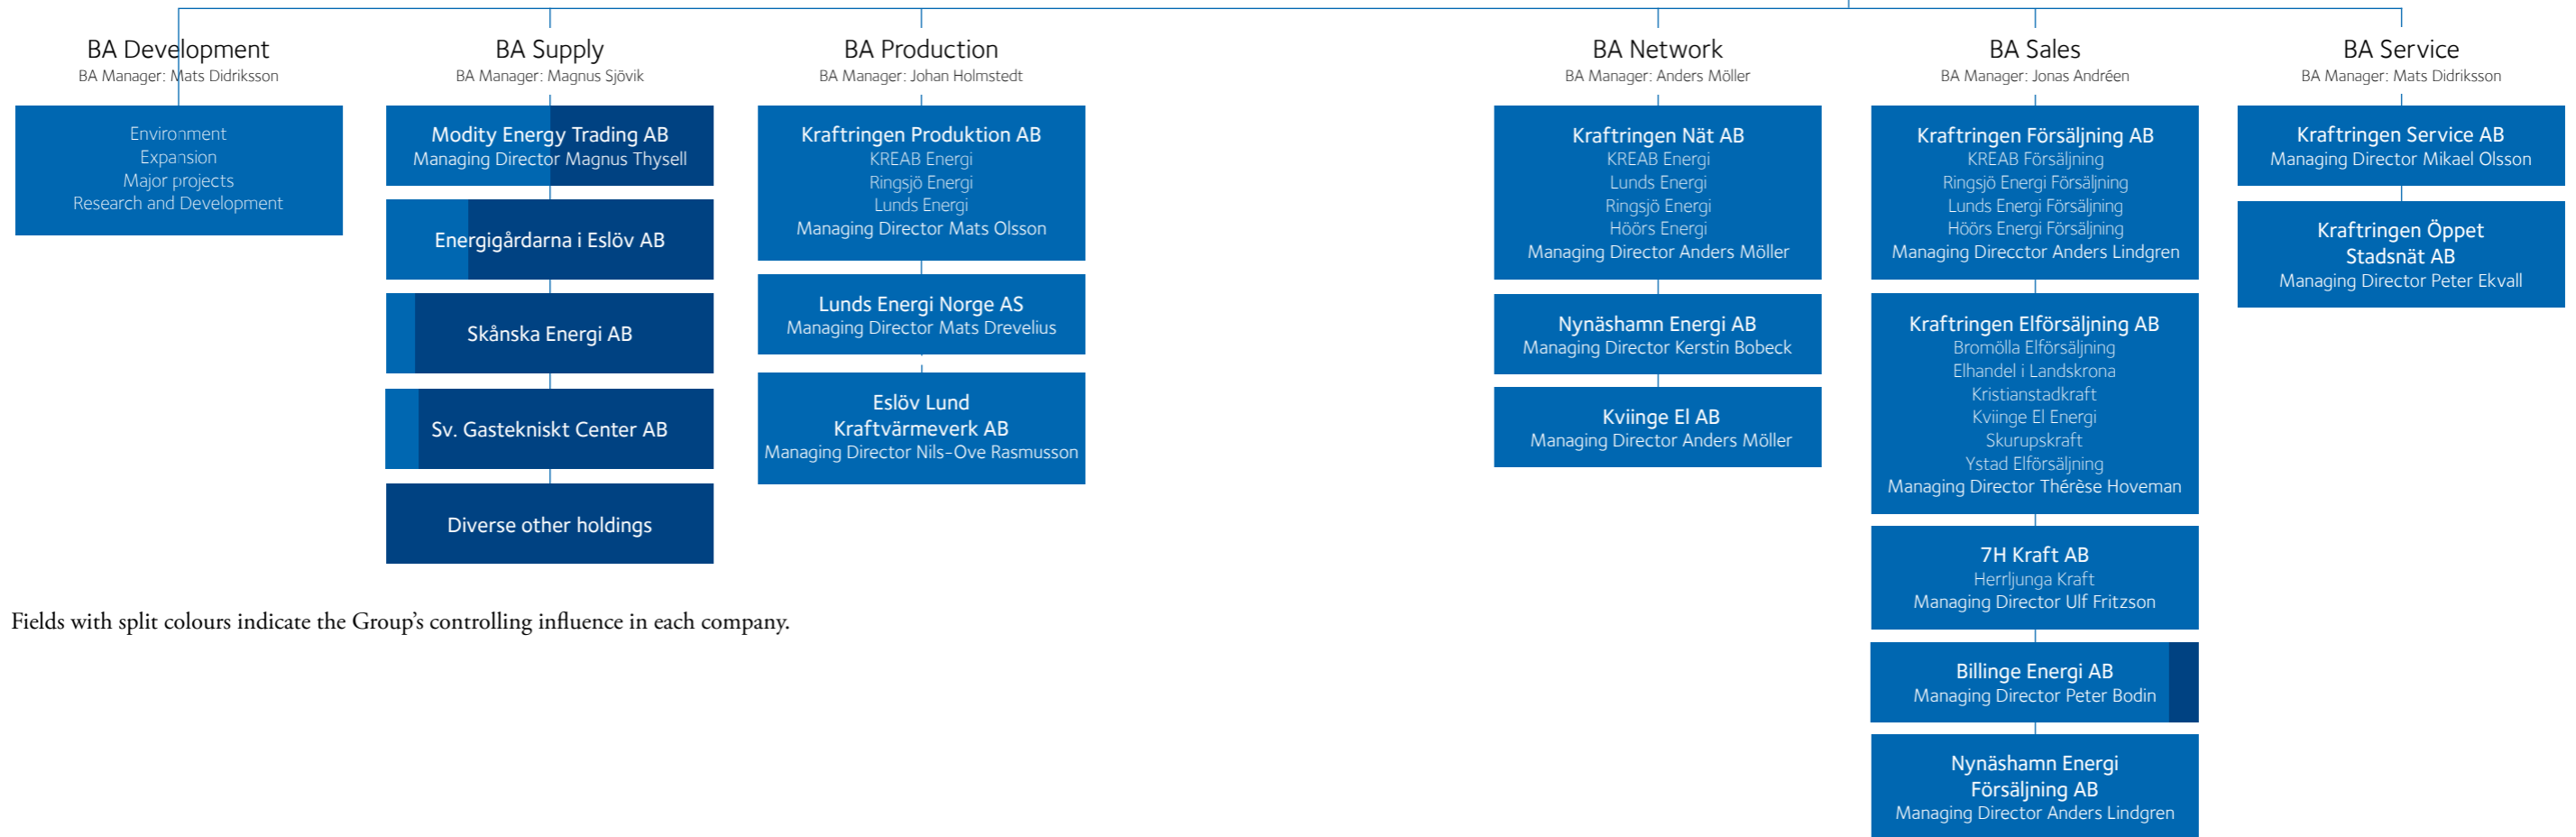 BA Development
BA Manager: Mats Didriksson
Environment
Expansion
Major projects
Research and Development
BA Supply
BA Manager: Magnus Sjövik
Modity Energy Trading AB
Managing Director Magnus Thysell
Energigårdarna i Eslöv AB
Skånska Energi AB
Sv. Gastekniskt Center AB
Diverse other holdings
BA Production
BA Manager: Johan Holmstedt
Kraftringen Produktion AB
KREAB Energi
Ringsjö Energi
Lunds Energi
Managing Director Mats Olsson
Lunds Energi Norge AS
Managing Director Mats Drevelius
Eslöv Lund
Kraftvärmeverk AB
Managing Director Nils-Ove Rasmusson
BA Network
BA Manager: Anders Möller
Kraftringen Nät AB
KREAB Energi
Lunds Energi
Ringsjö Energi
Höörs Energi
Managing Director Anders Möller
Nynäshamn Energi AB
Managing Director Kerstin Bobeck
Kviinge El AB
Managing Director Anders Möller
BA Sales
BA Manager: Jonas Andréen
Kraftringen Försäljning AB
KREAB Försäljning
Ringsjö Energi Försäljning
Lunds Energi Försäljning
Höörs Energi Försäljning
Managing Direcctor Anders Lindgren
Kraftringen Elförsäljning AB
Bromölla Elförsäljning
Elhandel i Landskrona
Kristianstadkraft
Kviinge El Energi
Skurupskraft
Ystad Elförsäljning
Managing Director Thérèse Hoveman
7H Kraft AB
Herrljunga Kraft
Managing Director Ulf Fritzson
Billinge Energi AB
Managing Director Peter Bodin
Nynäshamn Energi
Försäljning AB
Managing Director Anders Lindgren
BA Service
BA Manager: Mats Didriksson
Kraftringen Service AB
Managing Director Mikael Olsson
Kraftringen Öppet
Stadsnät AB
Managing Director Peter Ekvall
Fields with split colours indicate the Group's controlling influence in each company.